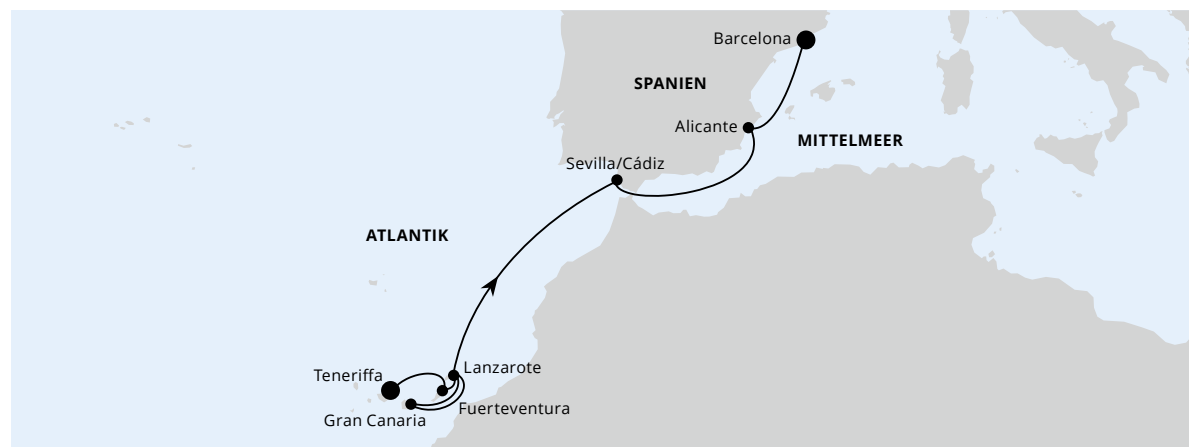 Barcelona
SPANIEN
Alicante
MITTELMEER
Sevilla/Cádiz
ATLANTIK
Lanzarote
Teneriffa
Fuerteventura
Gran Canaria